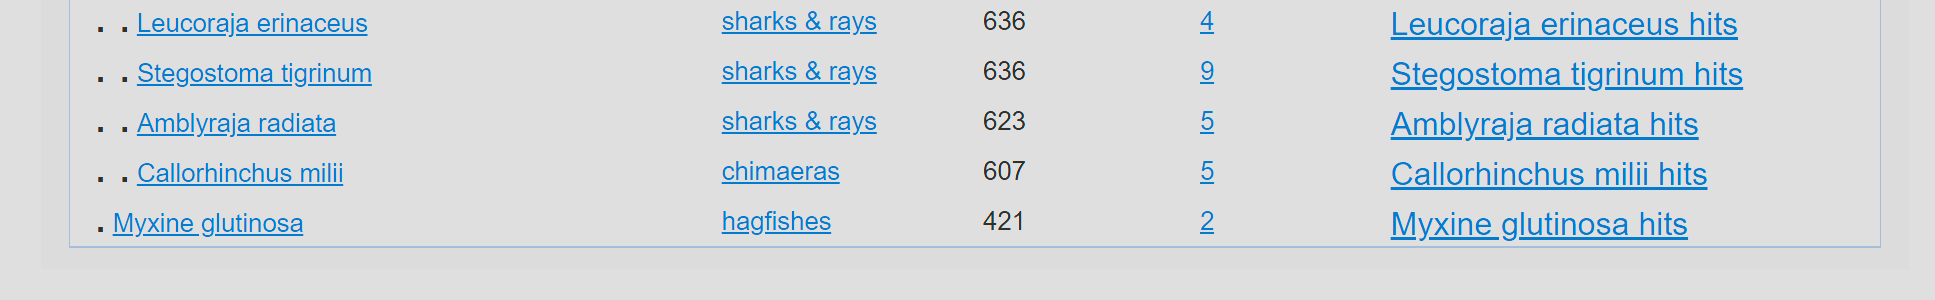 . . Leucoraja erinaceus sharks & rays 636 4 Leucoraja erinaceus hits
. . Stegostoma tigrinum sharks & rays 636 9 Stegostoma tigrinum hits
. . Amblyraja radiata sharks & rays 623 5 Amblyraja radiata hits
. . Callorhinchus milii chimaeras 607 5 Callorhinchus milii hits
. Myxine glutinosa hagfishes 421 2 Myxine glutinosa hits